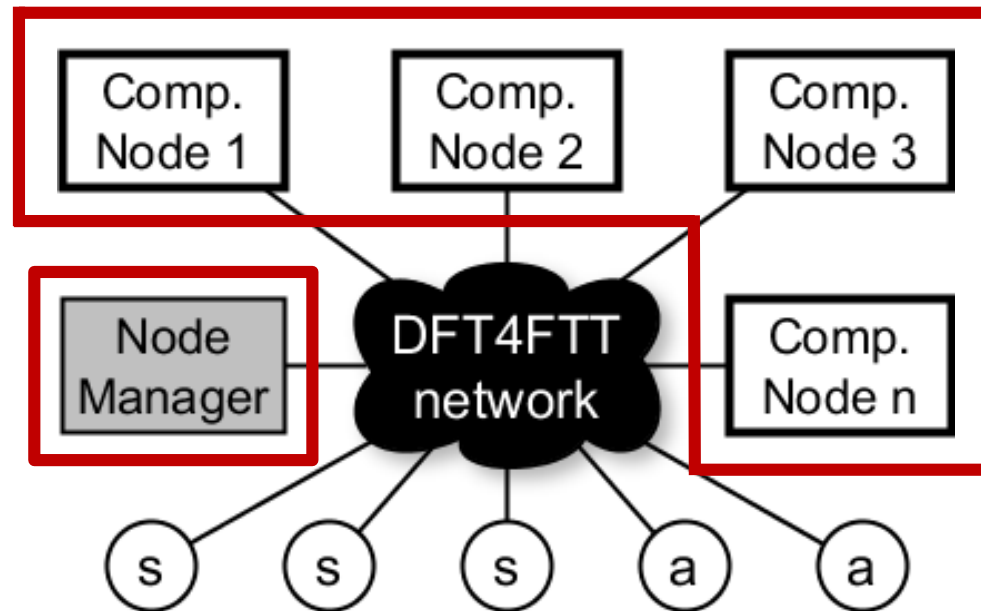 Comp.
Node 1
Comp.
Node 2
Comp.
Node 3
Node
Manager
DFT4FTT
network
Comp.
Node n
s
s
s
a
a